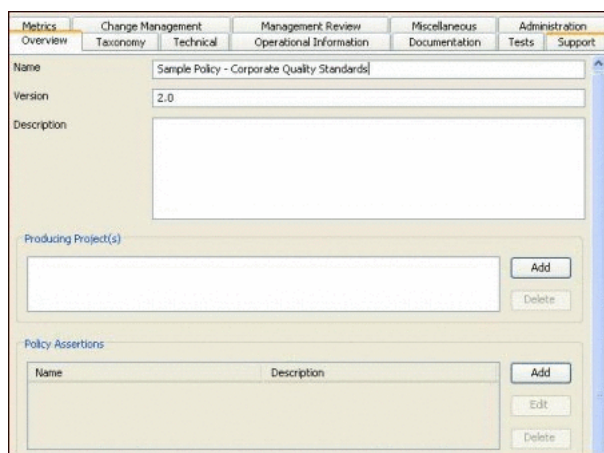 Metrics Change Management Management Review Miscellaneous Administration
Overview Taxonomy Technical Operational Information Documentation Tests Support
Name Sample Policy - Corporate Quality Standards
Version 2.0
Description
Producing Project(s)
Add
Delete
Policy Assertions
Name Description Add
Edit
Delete